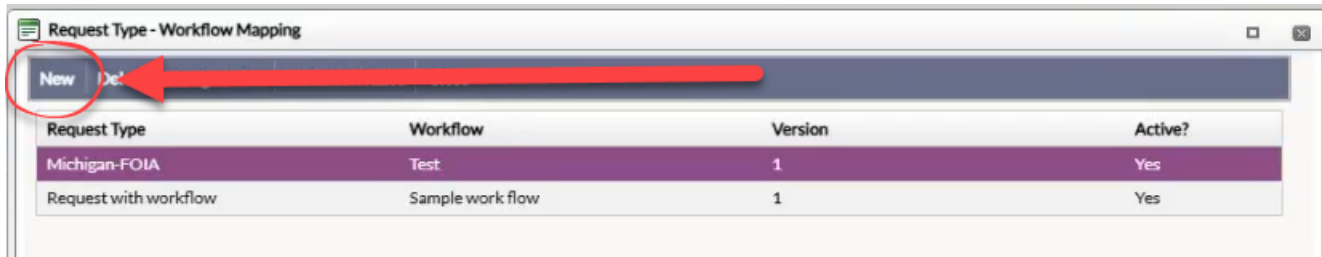 Request Type - Workflow Mapping
New
Request Type Workflow Version Active?
Michigan-FOIA Test 1 Yes
Request with workflow Sample work flow 1 Yes